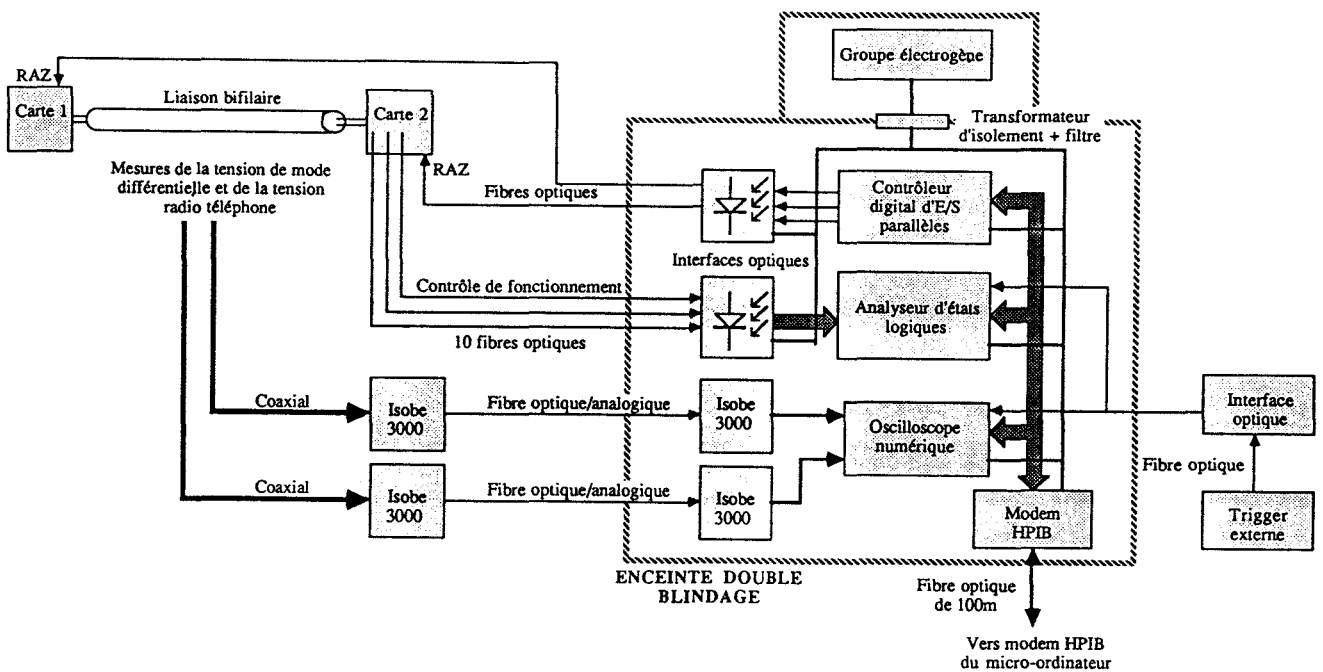 Groupe électrogène
RAZ
Carte 1
Liaison bifilaire
Carte 2
Transformateur
d'isolement + filtre
Mesures de la tension de mode
différentielle et de la tension
radio téléphone
RAZ
Fibres optiques
Contrôleur
digital d'E/S
parallèles
Interfaces optiques
Contrôle de fonctionnement
10 fibres optiques
Analyseur d'états
logiques
Coaxial
Isobe
3000
Fibre optique/analogique
Isobe
3000
Oscilloscope
numérique
Interface
optique
Coaxial
Isobe
3000
Fibre optique/analogique
Isobe
3000
Fibre optique
Modem
HPIB
Trigger
externe
ENCEINTE DOUBLE
BLINDAGE
Fibre optique
de 100m
Vers modem HPIB
du micro-ordinateur